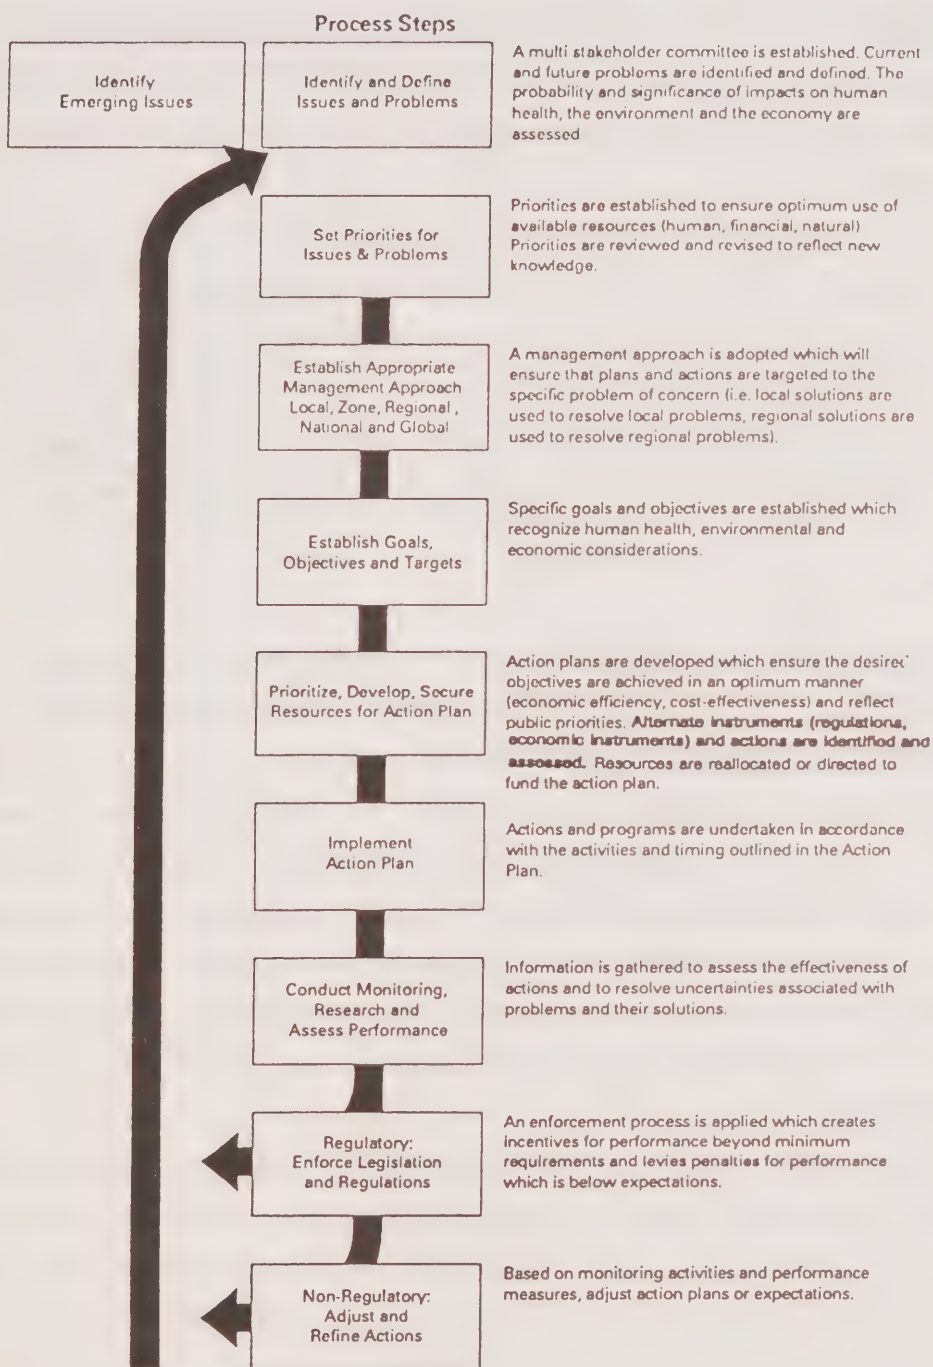 Process Steps
Identify
Emerging Issues
Identify and Define
Issues and Problems
A multi stakeholder committee is established. Current
and future problems are identified and defined. The
probability and significance of impacts on human
health, the environment and the economy are
assessed
Set Priorities for
Issues & Problems
Priorities are established to ensure optimum use of
available resources (human, financial, natural)
Priorities are reviewed and revised to reflect new
knowledge.
Establish Appropriate
Management Approach
Local, Zone, Regional,
National and Global
A management approach is adopted which will
ensure that plans and actions are targeted to the
specific problem of concern (i.e. local solutions are
used to resolve local problems, regional solutions are
used to resolve regional problems).
Establish Goals,
Objectives and Targets
Specific goals and objectives are established which
recognize human health, environmental and
economic considerations.
Prioritize, Develop, Secure
Resources for Action Plan
Action plans are developed which ensure the desired
objectives are achieved in an optimum manner
(economic efficiency, cost-effectiveness) and reflect
public priorities. Alternate instruments (regulations,
economic instruments) and actions are identified and
assessed. Resources are reallocated or directed to
fund the action plan.
Implement
Action Plan
Actions and programs are undertaken in accordance
with the activities and timing outlined in the Action
Plan.
Conduct Monitoring,
Research and
Assess Performance
Information is gathered to assess the effectiveness of
actions and to resolve uncertainties associated with
problems and their solutions.
Regulatory:
Enforce Legislation
and Regulations
An enforcement process is applied which creates
incentives for performance beyond minimum
requirements and levies penalties for performance
which is below expectations.
Non-Regulatory:
Adjust and
Refine Actions
Based on monitoring activities and performance
measures, adjust action plans or expectations.